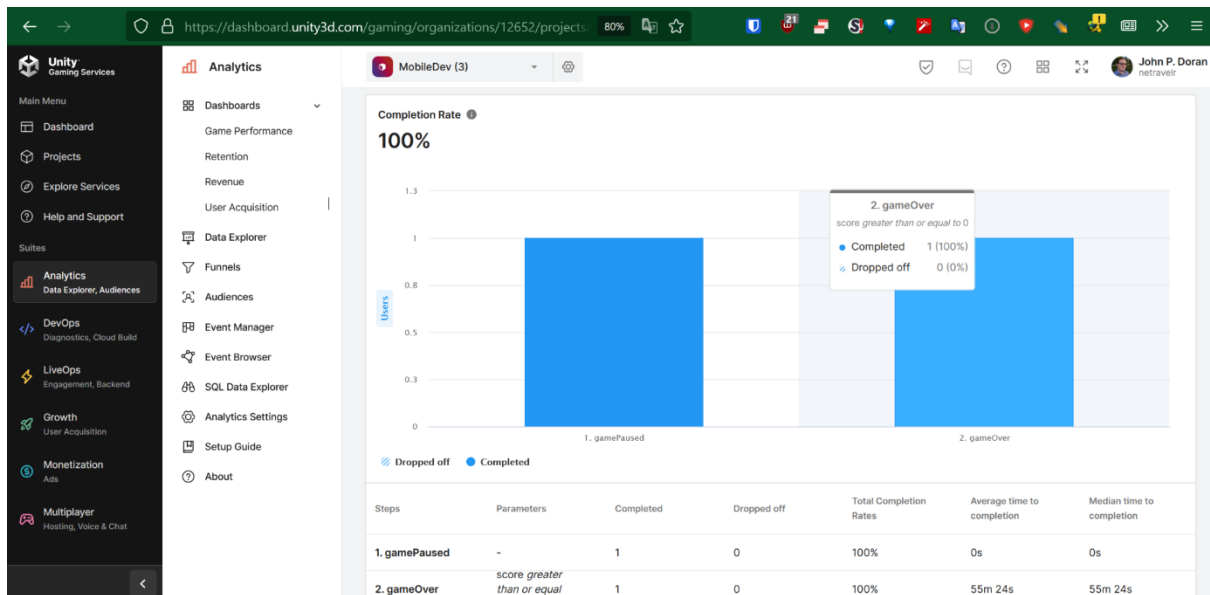 https://dashboard.unity3d.com/gaming/organizations/12652/projects/
80%
21
Unity
Gaming Services
Main Menu
Dashboard
Projects
Explore Services
Help and Support
Suites
Analytics
Data Explorer, Audiences
DevOps
Diagnostics, Cloud Build
LiveOps
Engagement, Backend
Growth
User Acquisition
Monetization
Ads
Multiplayer
Hosting, Voice & Chat
Analytics
Dashboards
Game Performance
Retention
Revenue
User Acquisition
Data Explorer
Funnels
Audiences
Event Manager
Event Browser
SQL Data Explorer
Analytics Settings
Setup Guide
About
MobileDev (3)
John P. Doran
netravelr
Completion Rate
100%
1.3
1
0.8
0.5
0.3
0
Users
2. gameOver
score greater than or equal to 0
Completed 1 (100%)
Dropped off 0 (0%)
1. gamePaused
2. gameOver
Dropped off Completed
Steps Parameters Completed Dropped off Total Completion Rates Average time to completion Median time to completion
1. gamePaused - 1 0 100% 0s 0s
2. gameOver score greater than or equal 1 0 100% 55m 24s 55m 24s